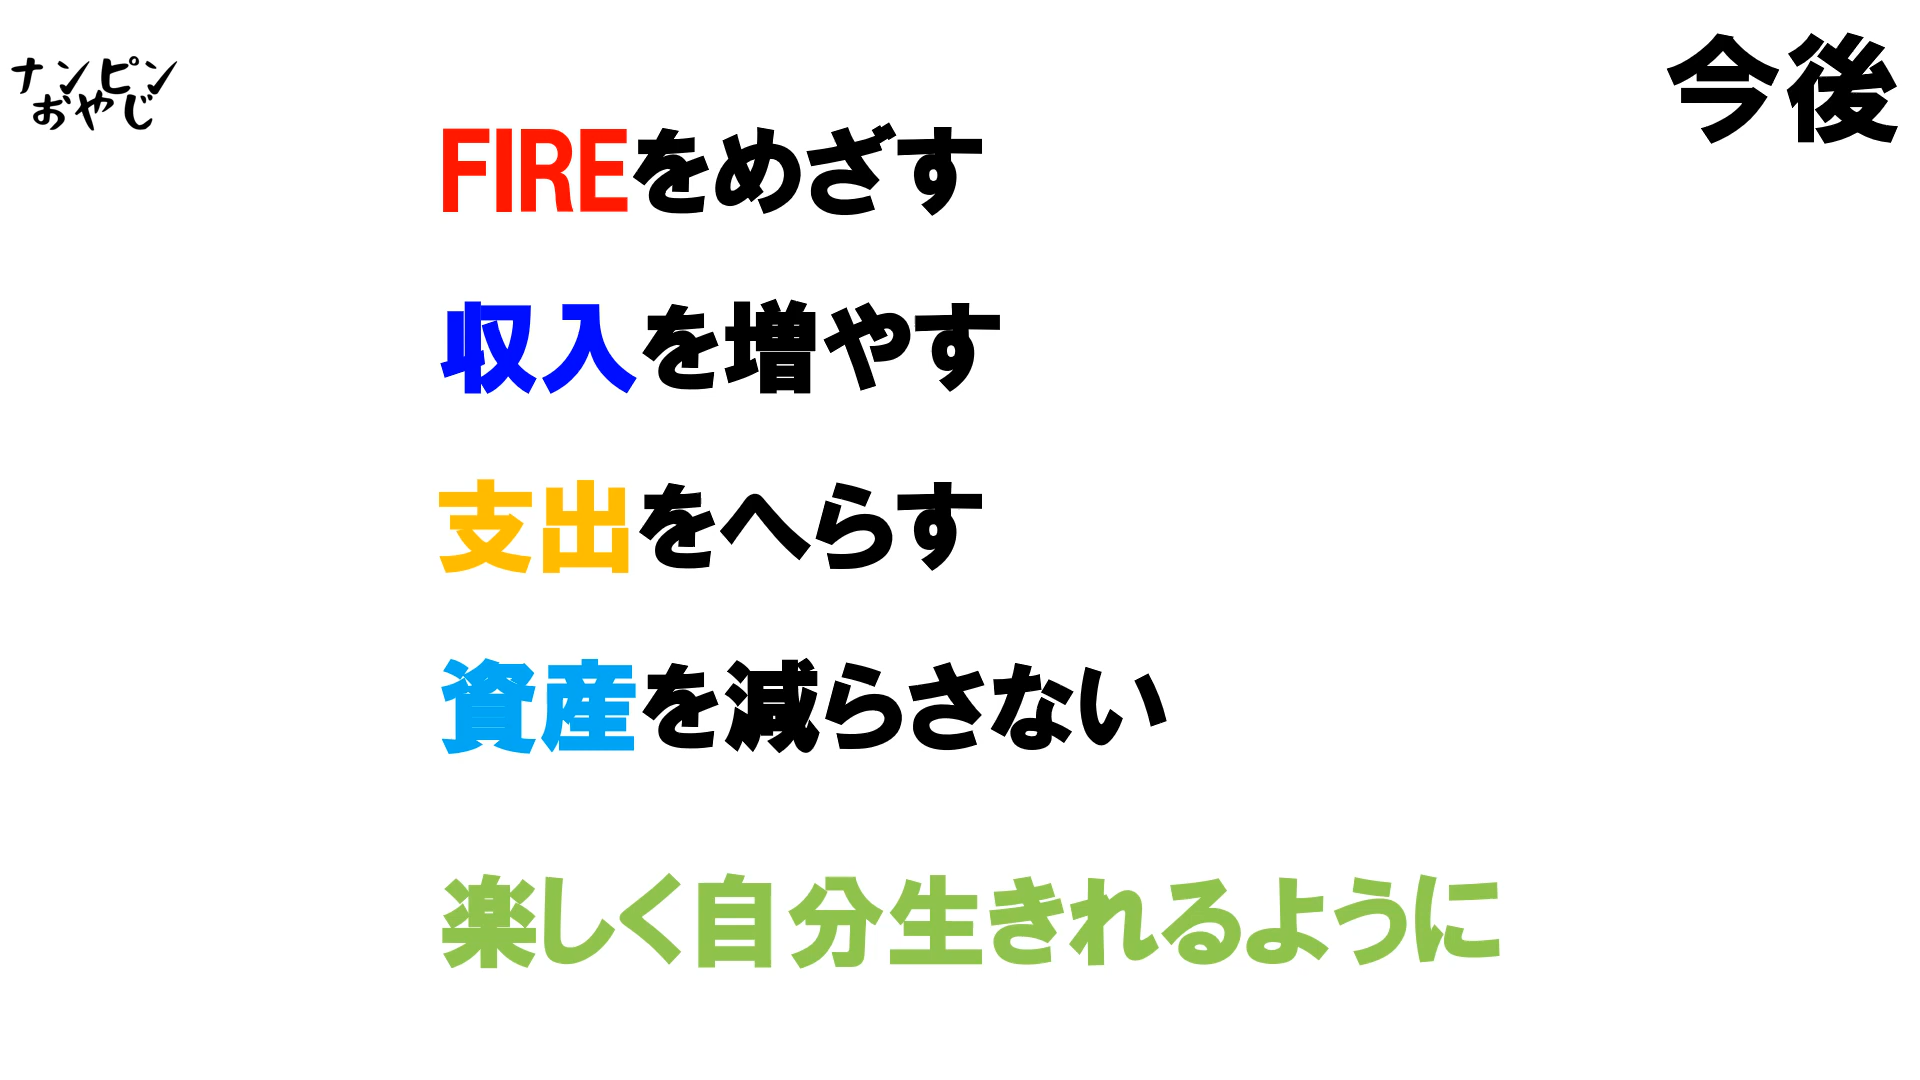 ナンピン
おやじ
今後
FIREをめざす
収入を増やす
支出をへらす
資産を減らさない
楽しく自分生きれるように